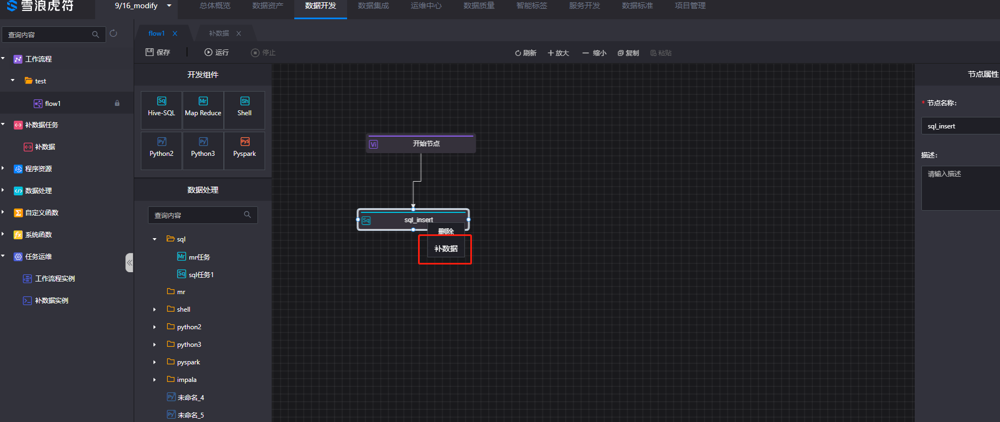 雪浪虎符
9/16_modify
总体概览
数据资产
数据开发
数据集成
运维中心
数据质量
智能标签
服务开发
数据标准
项目管理
查询内容
flow1
补数据
保存
运行
停止
刷新
放大
缩小
复制
粘贴
工作流程
test
flow1
补数据任务
补数据
程序资源
数据处理
自定义函数
系统函数
任务运维
工作流程实例
补数据实例
开发组件
Sq
Mr
Sh
Hive-SQL
Map Reduce
Shell
Py
Py
PyS
Python2
Python3
Pyspark
数据处理
查询内容
sql
Mr mr任务
Sq sql任务1
mr
shell
python2
python3
pyspark
impala
Py 未命名_4
Py 未命名_5
Vi 开始节点
Sq sql_insert
删除
补数据
节点属性
* 节点名称:
sql_insert
描述:
请输入描述